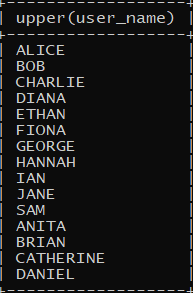 upper(user_name)
ALICE
BOB
CHARLIE
DIANA
ETHAN
FIONA
GEORGE
HANNAH
IAN
JANE
SAM
ANITA
BRIAN
CATHERINE
DANIEL